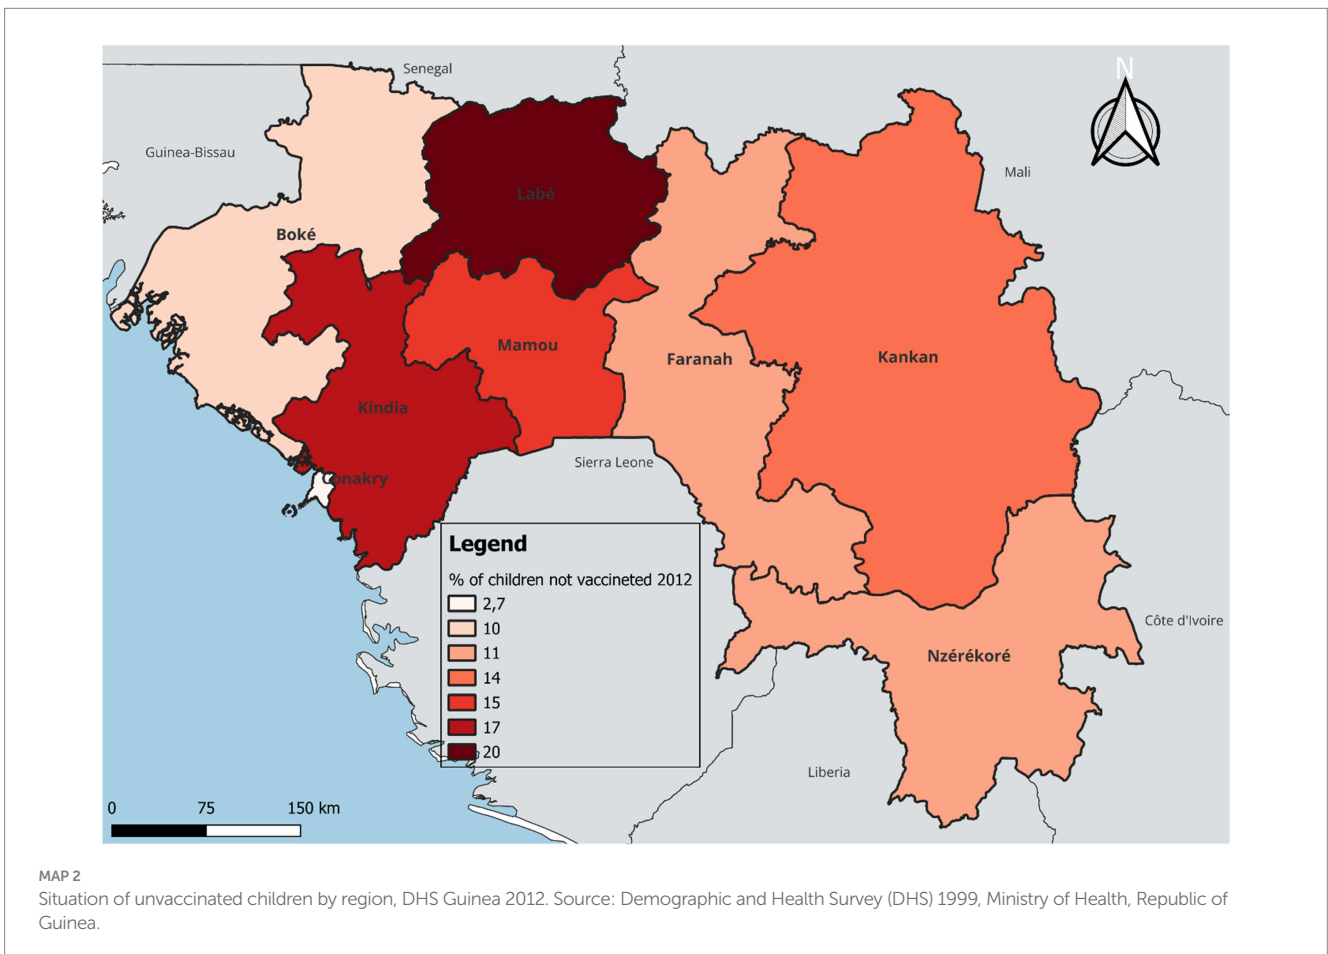 N
Senegal
Guinea-Bissau
Mali
Labé
Boké
Mamou
Faranah
Kankan
Kindia
Conakry
Sierra Leone
Legend
% of children not vaccineted 2012
2,7
10
11
14
15
17
20
Côte d'Ivoire
Nzérékoré
Liberia
0 75 150 km
MAP 2
Situation of unvaccinated children by region, DHS Guinea 2012. Source: Demographic and Health Survey (DHS) 1999, Ministry of Health, Republic of
Guinea.